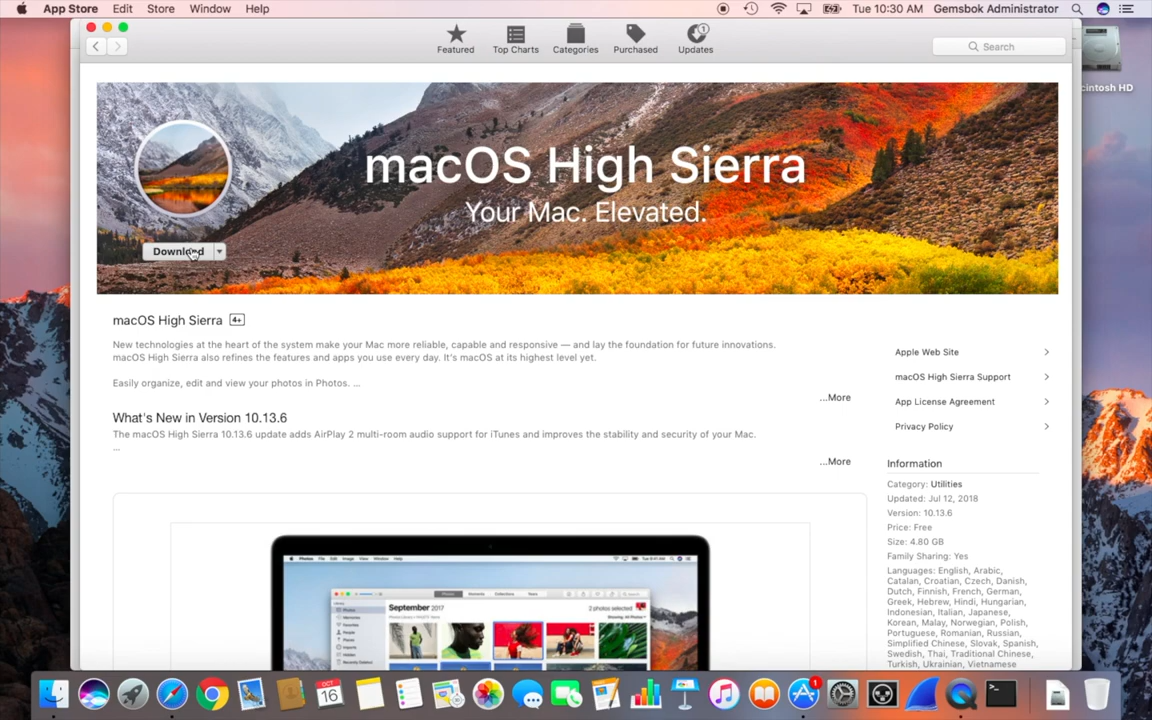 App Store Edit Store Window Help
Tue 10:30 AM Gemsbok Administrator
Featured Top Charts Categories Purchased Updates
1
Search
cintosh HD
macOS High Sierra
Your Mac. Elevated.
Download
macOS High Sierra 4+
New technologies at the heart of the system make your Mac more reliable, capable and responsive — and lay the foundation for future innovations.
macOS High Sierra also refines the features and apps you use every day. It's macOS at its highest level yet.
Easily organize, edit and view your photos in Photos. ...
...More
What's New in Version 10.13.6
The macOS High Sierra 10.13.6 update adds AirPlay 2 multi-room audio support for iTunes and improves the stability and security of your Mac.
...
...More
Apple Web Site
macOS High Sierra Support
App License Agreement
Privacy Policy
Information
Category: Utilities
Updated: Jul 12, 2018
Version: 10.13.6
Price: Free
Size: 4.80 GB
Family Sharing: Yes
Languages: English, Arabic,
Catalan, Croatian, Czech, Danish,
Dutch, Finnish, French, German,
Greek, Hebrew, Hindi, Hungarian,
Indonesian, Italian, Japanese,
Korean, Malay, Norwegian, Polish,
Portuguese, Romanian, Russian,
Simplified Chinese, Slovak, Spanish,
Swedish, Thai, Traditional Chinese,
Turkish, Ukrainian, Vietnamese
September 2017
2 photos selected
OCT
16
1